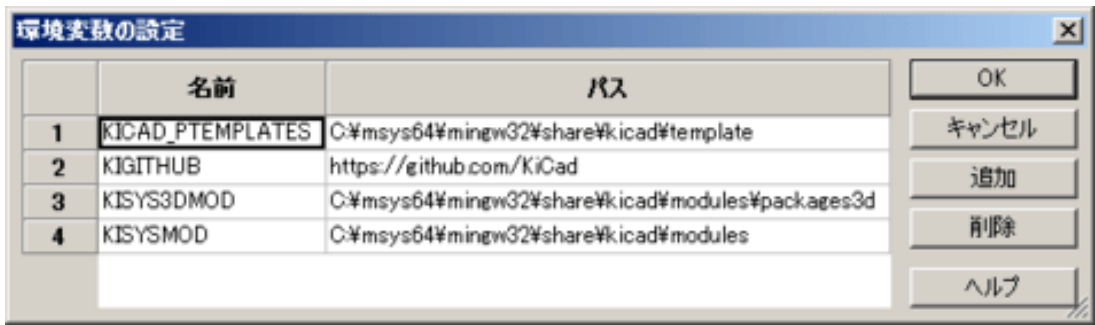 環境変数の設定
名前 パス OK
1 KICAD_PTEMPLATES C:¥msys64¥mingw32¥share¥kicad¥template キャンセル
2 KIGITHUB https://github.com/KiCad 追加
3 KISYS3DMOD C:¥msys64¥mingw32¥share¥kicad¥modules¥packages3d
4 KISYSMOD C:¥msys64¥mingw32¥share¥kicad¥modules 削除
ヘルプ